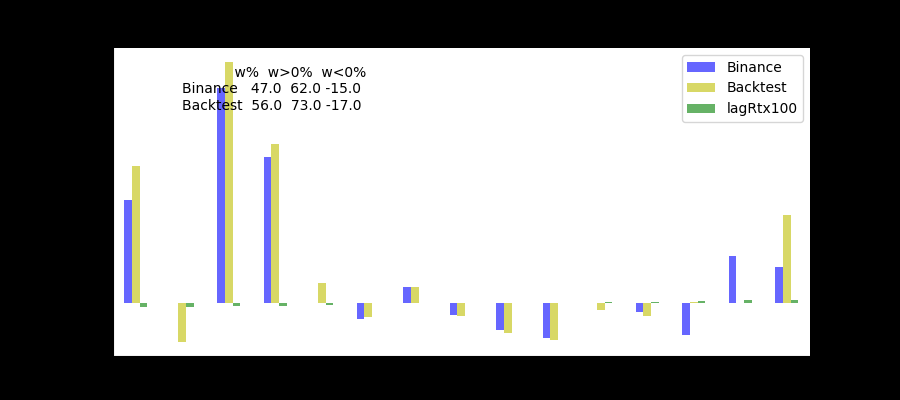 w%  w>0%  w<0%
Binance   47.0  62.0 -15.0
Backtest  56.0  73.0 -17.0
Binance
Backtest
lagRtx100